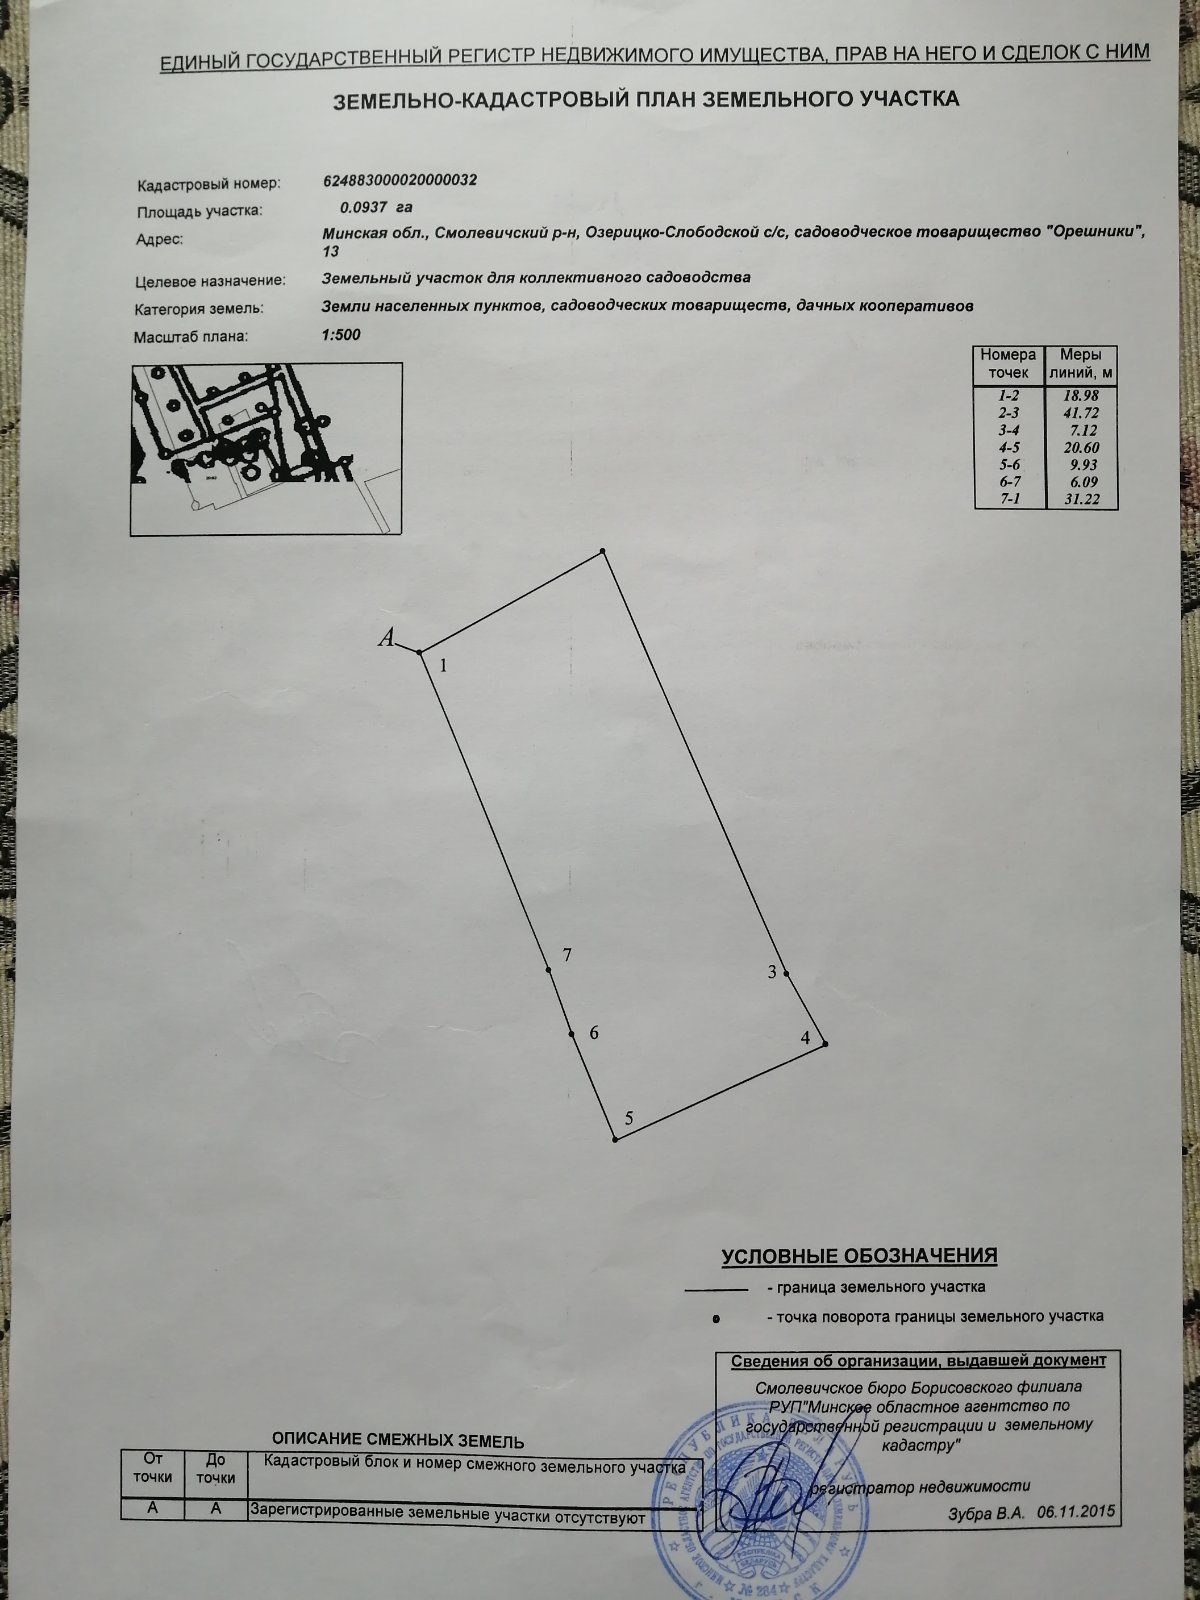 ЕДИНЫЙ ГОСУДАРСТВЕННЫЙ РЕГИСТР НЕДВИЖИМОГО ИМУЩЕСТВА, ПРАВ НА НЕГО И СДЕЛОК С НИМ
ЗЕМЕЛЬНО-КАДАСТРОВЫЙ ПЛАН ЗЕМЕЛЬНОГО УЧАСТКА
Кадастровый номер: 624883000020000032
Площадь участка: 0.0937 га
Адрес: Минская обл., Смолевичский р-н, Озерицко-Слободской с/с, садоводческое товарищество "Орешники",
13
Целевое назначение: Земельный участок для коллективного садоводства
Категория земель: Земли населенных пунктов, садоводческих товариществ, дачных кооперативов
Масштаб плана: 1:500
Номера точек Меры линий, м
1-2 18.98
2-3 41.72
3-4 7.12
4-5 20.60
5-6 9.93
6-7 6.09
7-1 31.22
А
1
7
3
6
4
5
УСЛОВНЫЕ ОБОЗНАЧЕНИЯ
- граница земельного участка
- точка поворота границы земельного участка
Сведения об организации, выдавшей документ
Смолевичское бюро Борисовского филиала
РУП"Минское областное агентство по
государственной регистрации и земельному
кадастру"
регистратор недвижимости
Зубра В.А. 06.11.2015
ОПИСАНИЕ СМЕЖНЫХ ЗЕМЕЛЬ
От точки До точки Кадастровый блок и номер смежного земельного участка
А А Зарегистрированные земельные участки отсутствуют
РЕСПУБЛИКА
БЕЛАРУСЬ
№ 284